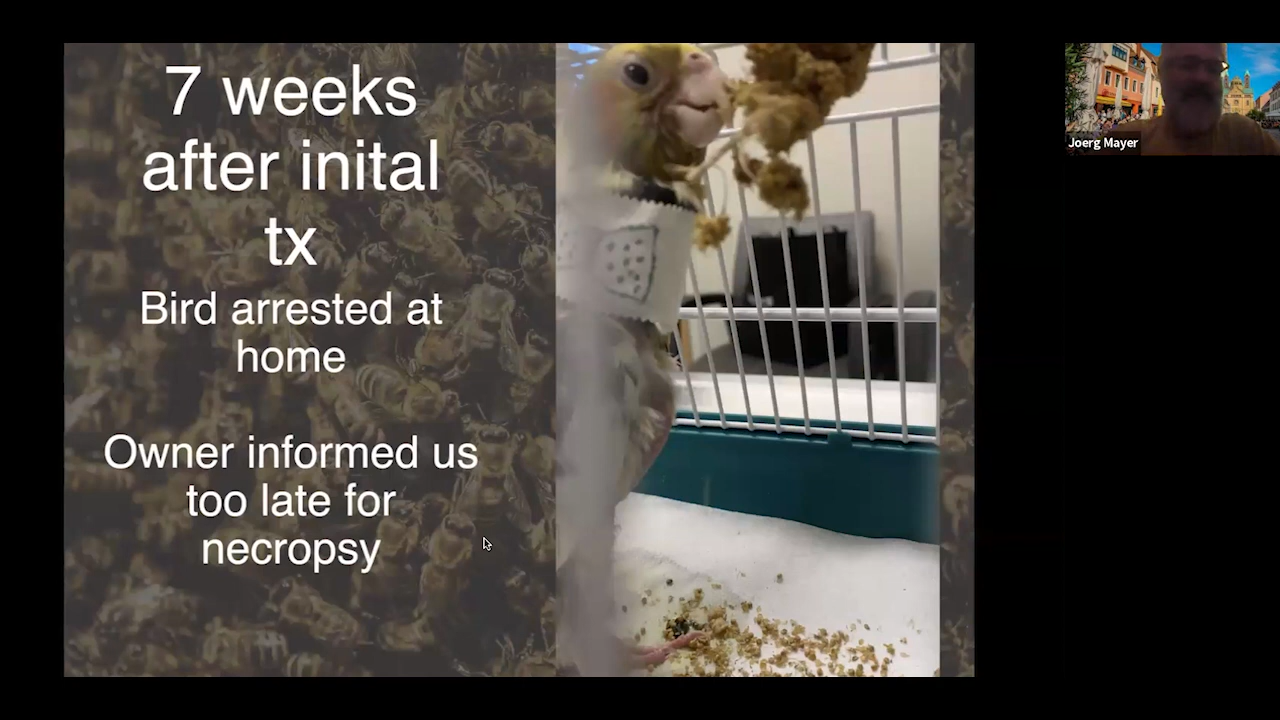 7 weeks
after inital
tx
Bird arrested at
home
Owner informed us
too late for
necropsy
Joerg Mayer